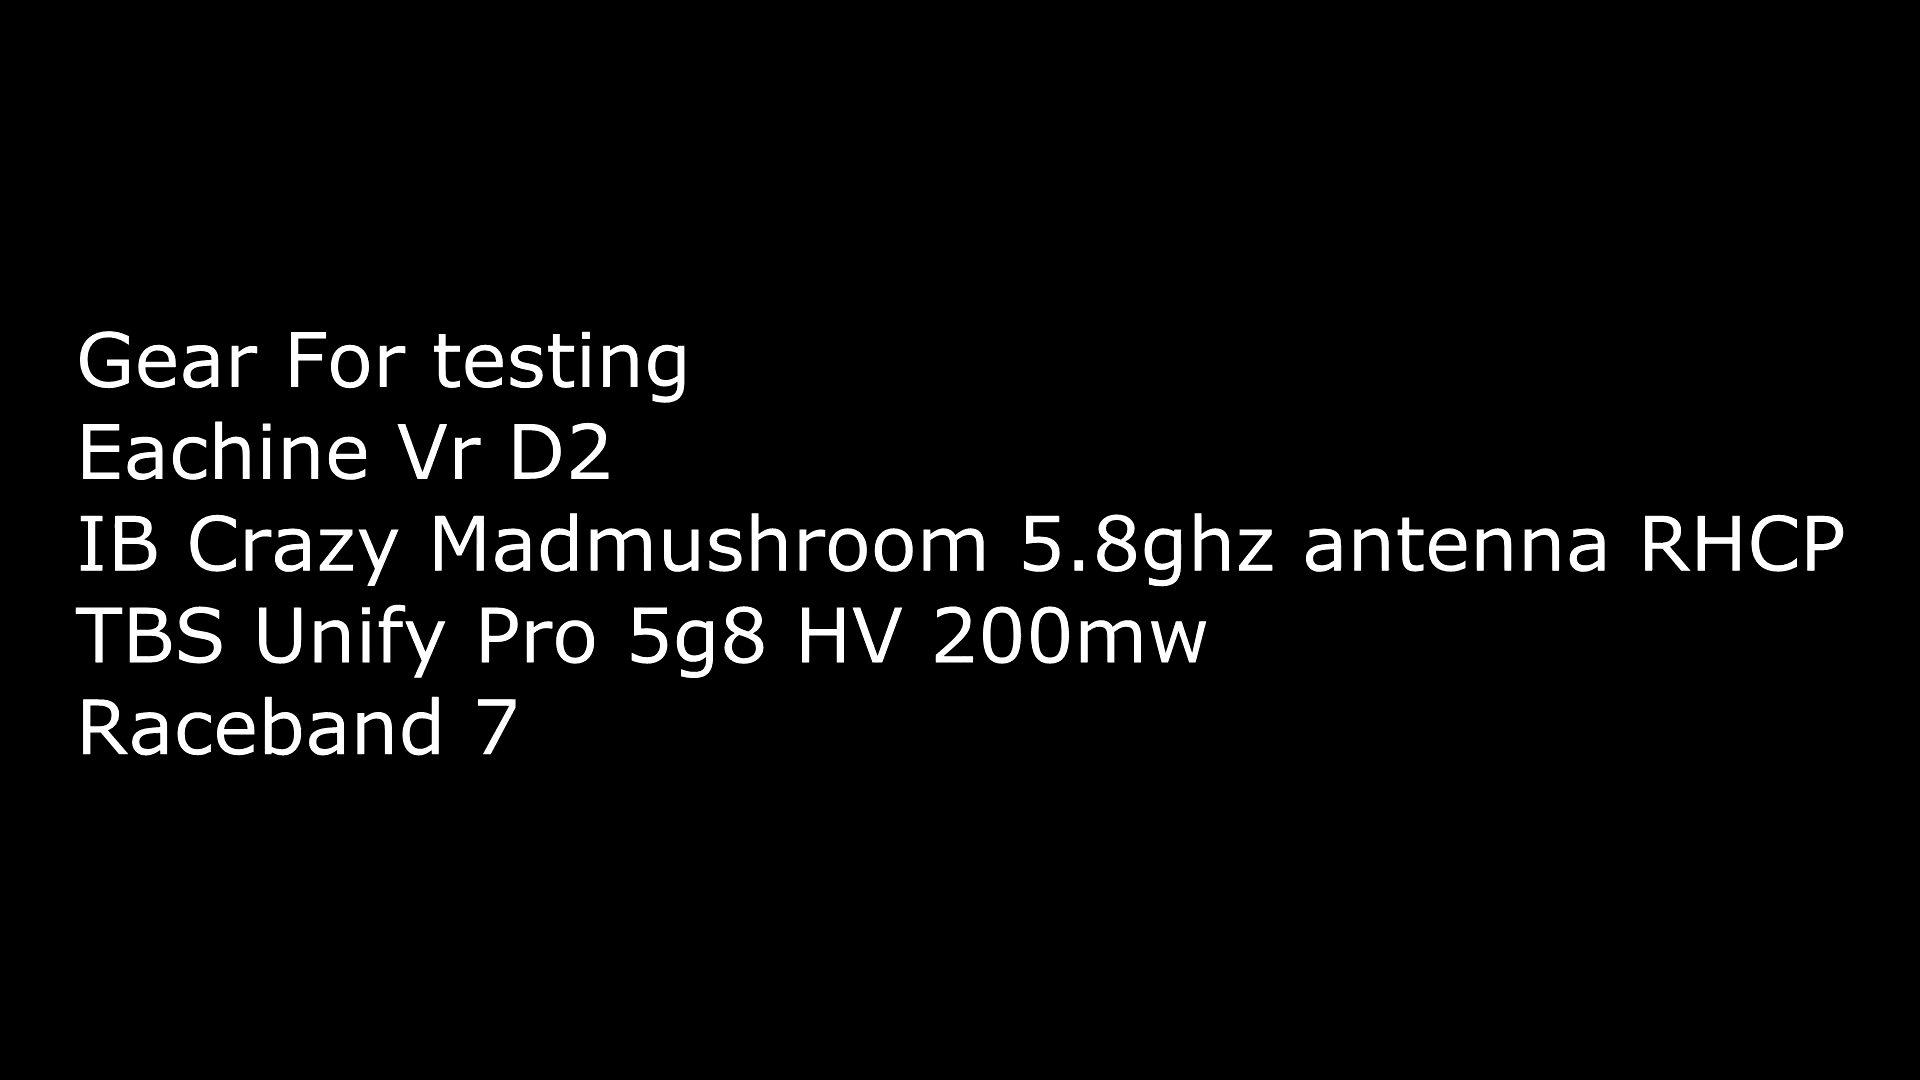 Gear For testing
Eachine Vr D2
IB Crazy Madmushroom 5.8ghz antenna RHCP
TBS Unify Pro 5g8 HV 200mw
Raceband 7